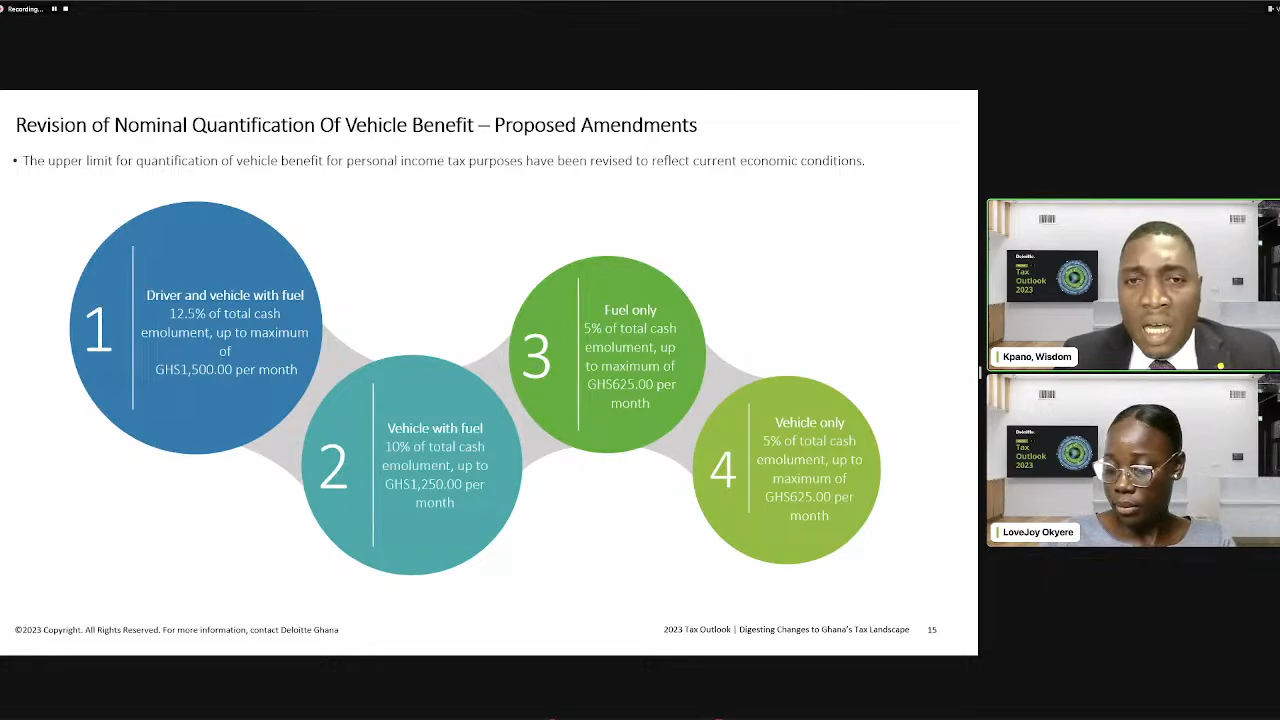 Recording...
Revision of Nominal Quantification Of Vehicle Benefit – Proposed Amendments
• The upper limit for quantification of vehicle benefit for personal income tax purposes have been revised to reflect current economic conditions.
1
Driver and vehicle with fuel
12.5% of total cash
emolument, up to maximum
of
GHS1,500.00 per month
2
Vehicle with fuel
10% of total cash
emolument, up to
GHS1,250.00 per
month
3
Fuel only
5% of total cash
emolument, up
to maximum of
GHS625.00 per
month
4
Vehicle only
5% of total cash
emolument, up to
maximum of
GHS625.00 per
month
©2023 Copyright. All Rights Reserved. For more information, contact Deloitte Ghana
2023 Tax Outlook | Digesting Changes to Ghana's Tax Landscape 15
Deloitte.
Tax
Outlook
2023
Kpano, Wisdom
Deloitte.
Tax
Outlook
2023
LoveJoy Okyere